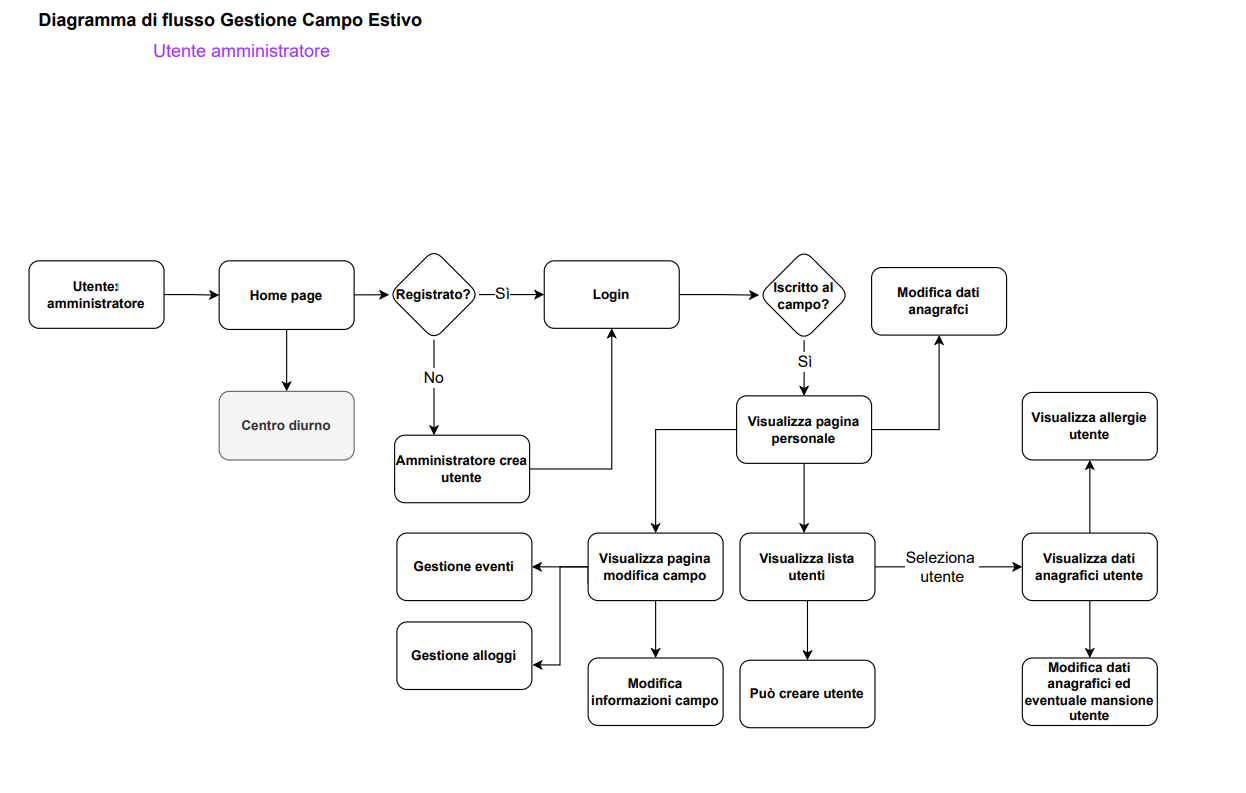 Diagramma di flusso Gestione Campo Estivo
Utente amministratore
Utente:
amministratore
Home page
Registrato?
Sì
Login
Iscritto al
campo?
Modifica dati
anagrafci
Sì
No
Centro diurno
Amministratore crea
utente
Visualizza pagina
personale
Visualizza allergie
utente
Gestione eventi
Visualizza pagina
modifica campo
Visualizza lista
utenti
Seleziona
utente
Visualizza dati
anagrafici utente
Gestione alloggi
Modifica
informazioni campo
Può creare utente
Modifica dati
anagrafici ed
eventuale mansione
utente